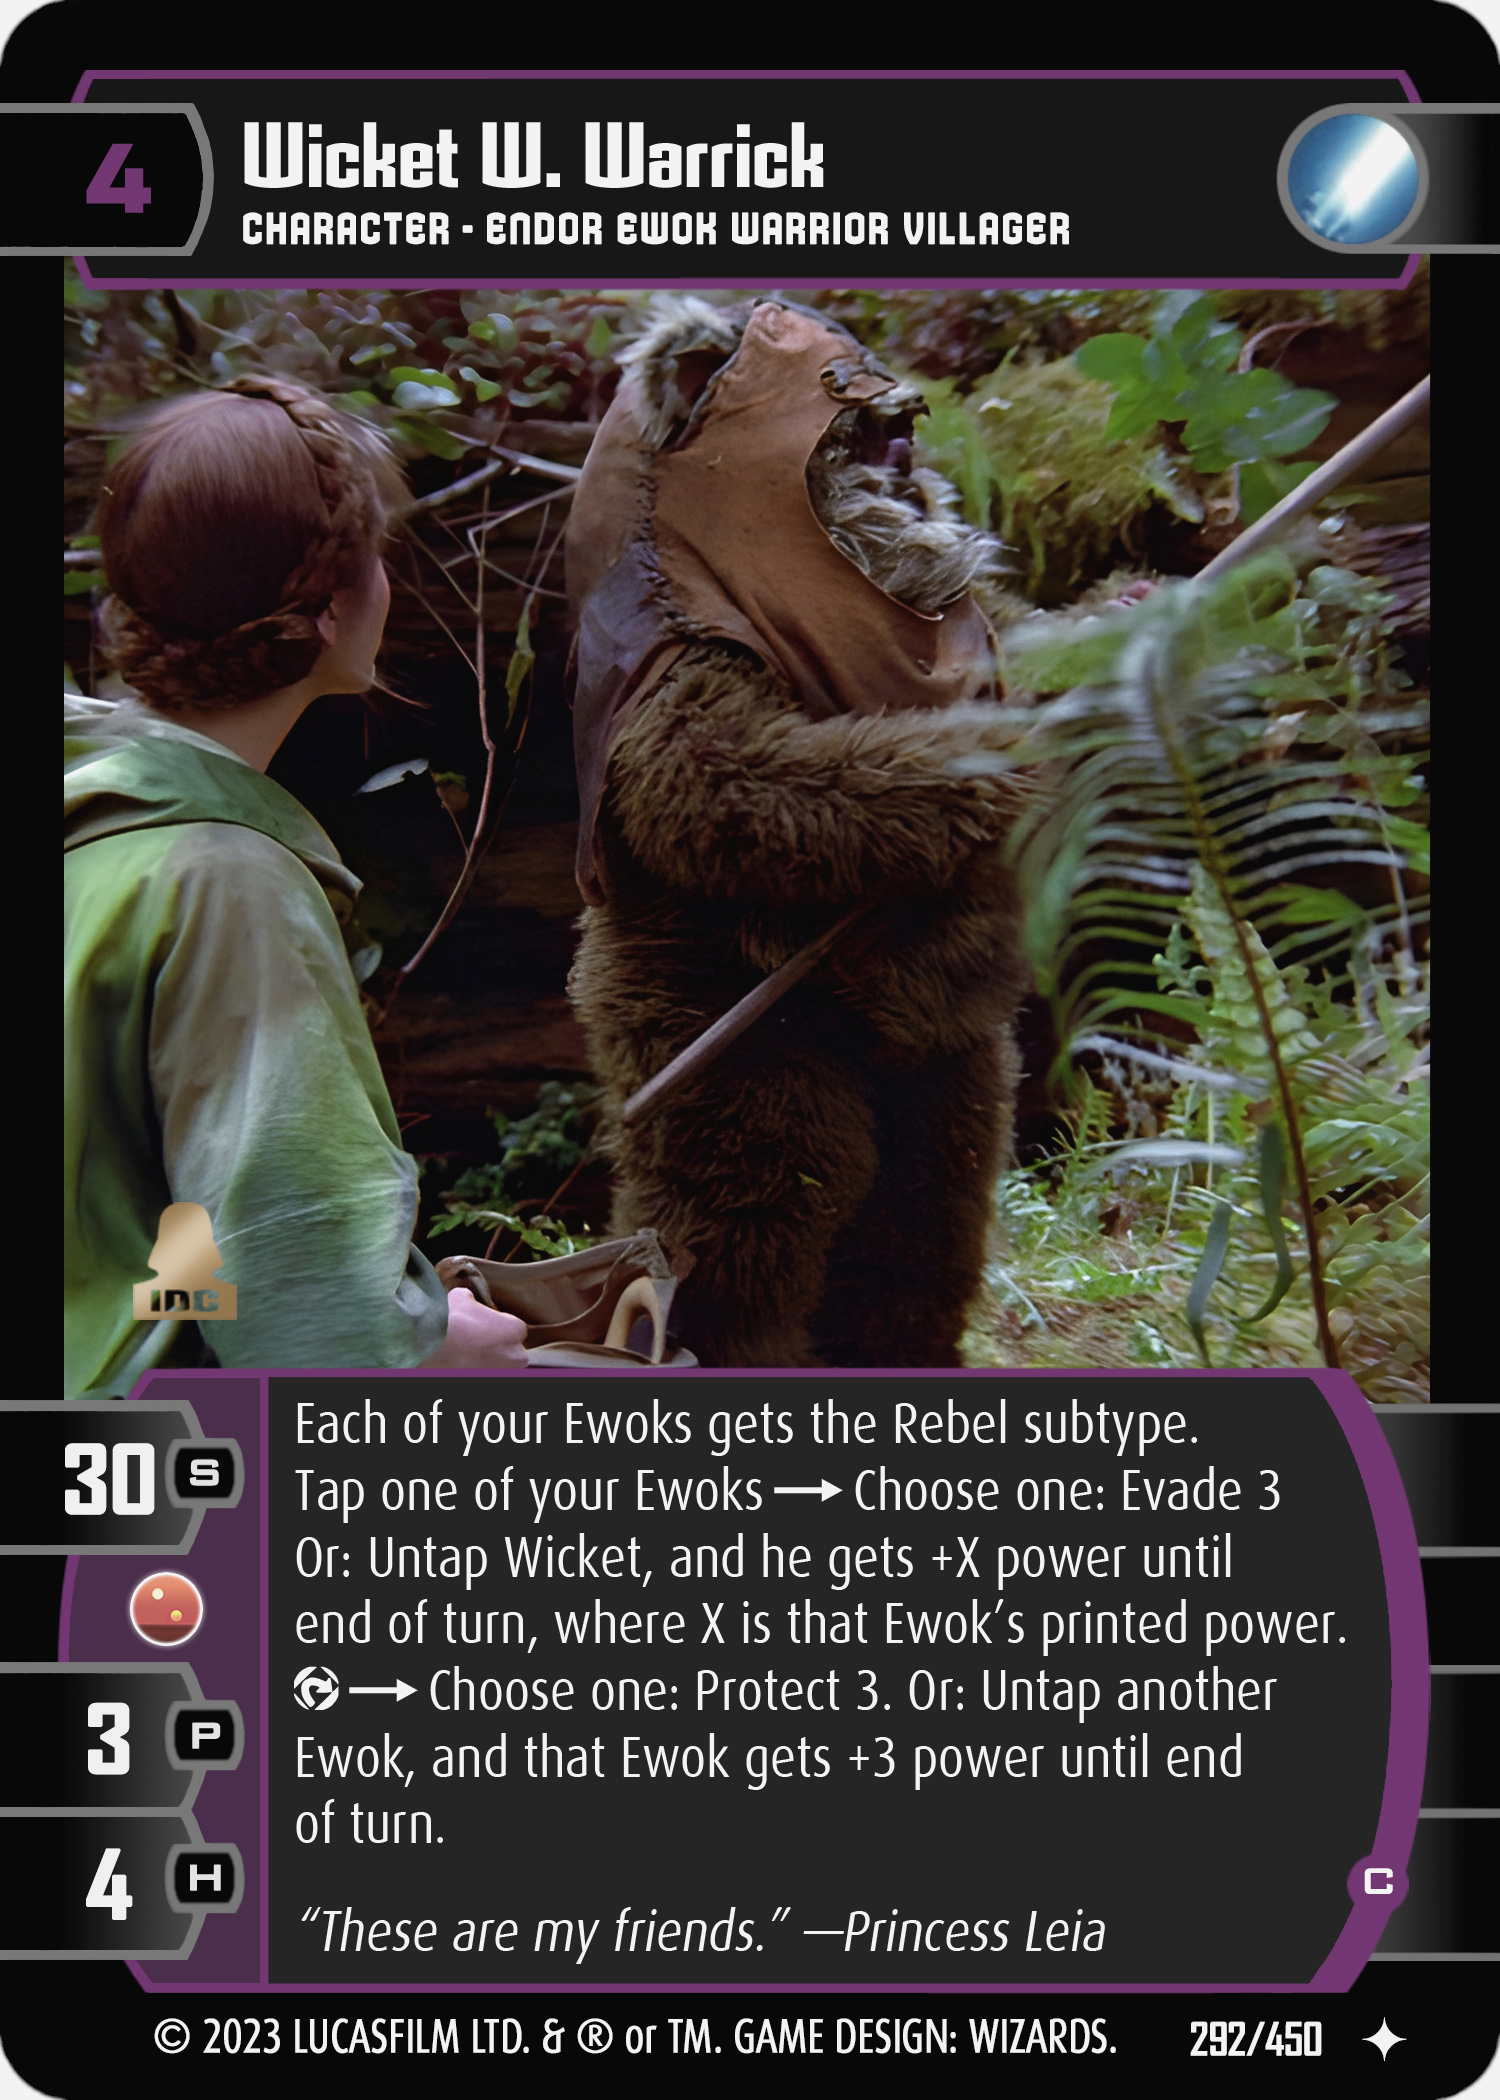 4
Wicket W. Warrick
CHARACTER - ENDOR EWOK WARRIOR VILLAGER
IDC
30 S
3 P
4 H
Each of your Ewoks gets the Rebel subtype.
Tap one of your Ewoks → Choose one: Evade 3
Or: Untap Wicket, and he gets +X power until
end of turn, where X is that Ewok’s printed power.
→ Choose one: Protect 3. Or: Untap another
Ewok, and that Ewok gets +3 power until end
of turn.
“These are my friends.” —Princess Leia
C
© 2023 LUCASFILM LTD. & ® or TM. GAME DESIGN: WIZARDS.
292/450